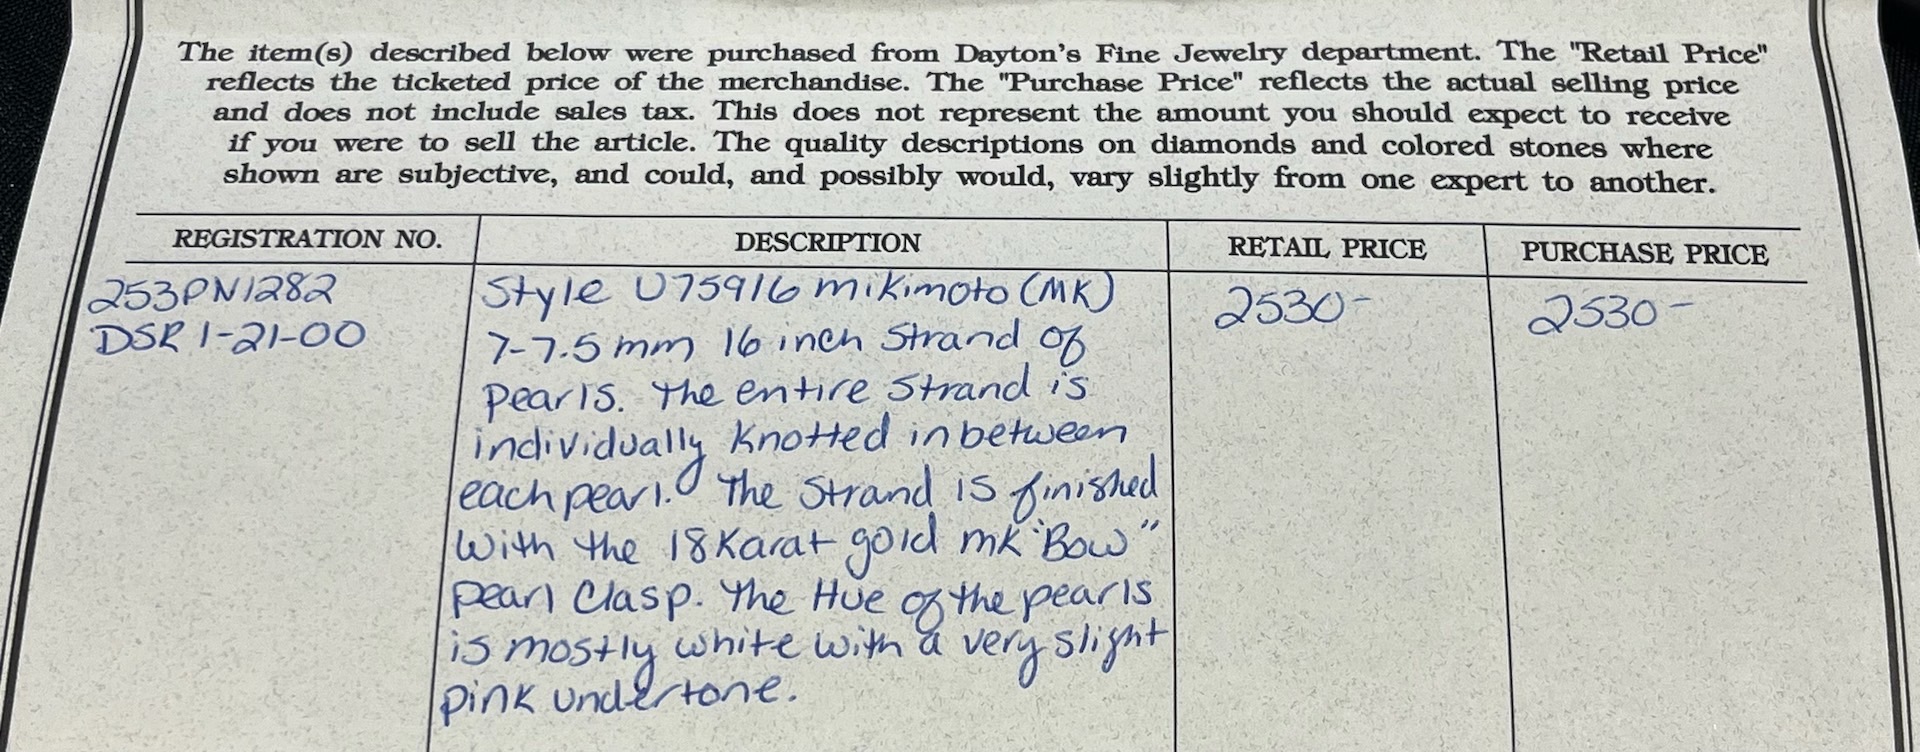 The item(s) described below were purchased from Dayton's Fine Jewelry department. The "Retail Price"
reflects the ticketed price of the merchandise. The "Purchase Price" reflects the actual selling price
and does not include sales tax. This does not represent the amount you should expect to receive
if you were to sell the article. The quality descriptions on diamonds and colored stones where
shown are subjective, and could, and possibly would, vary slightly from one expert to another.
REGISTRATION NO.
DESCRIPTION
RETAIL PRICE
PURCHASE PRICE
253PN1282
DSR 1-21-00
Style U75916 mikimoto (MK)
7-7.5 mm 16 inch Strand of
Pearls. The entire Strand is
individually Knotted inbetween
each pearl. The Strand is finished
with the 18 Karat gold mk "Bow"
pearl Clasp. The Hue of the pearls
is mostly white with a very slight
pink undertone.
2530-
2530-